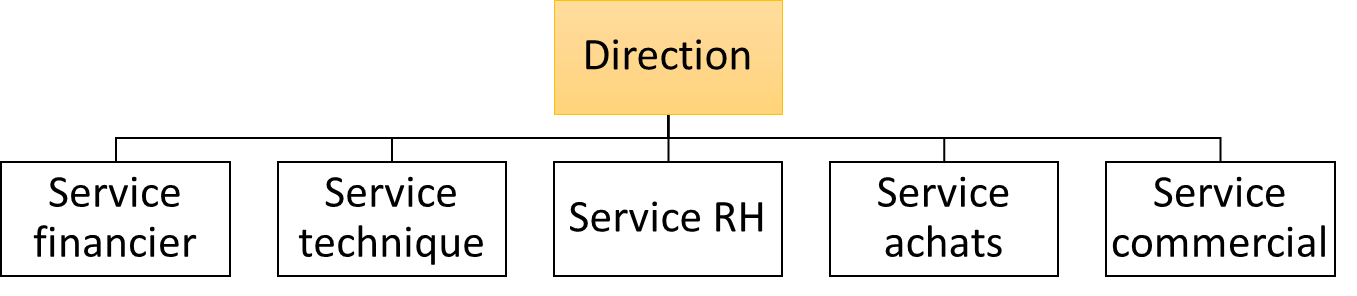 Direction
Service
financier
Service
technique
Service RH
Service
achats
Service
commercial